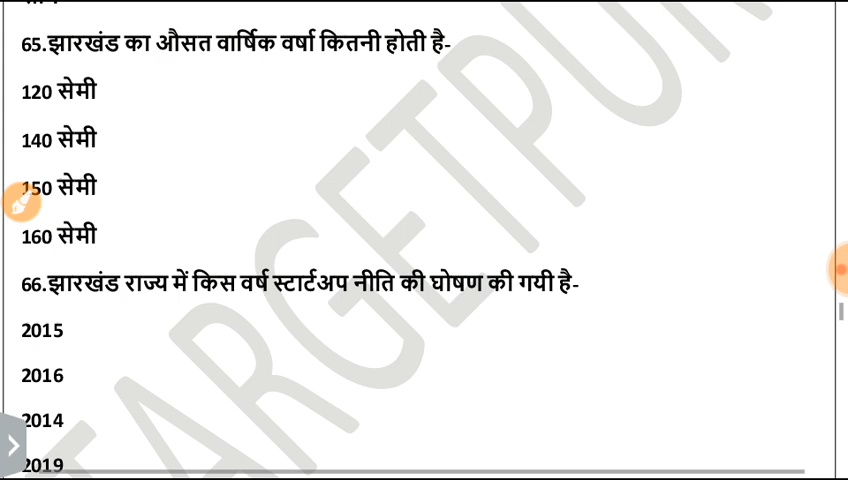 65.झारखंड का औसत वार्षिक वर्षा कितनी होती है-
120 सेमी
140 सेमी
150 सेमी
160 सेमी
66.झारखंड राज्य में किस वर्ष स्टार्टअप नीति की घोषण की गयी है-
2015
2016
2014
2019